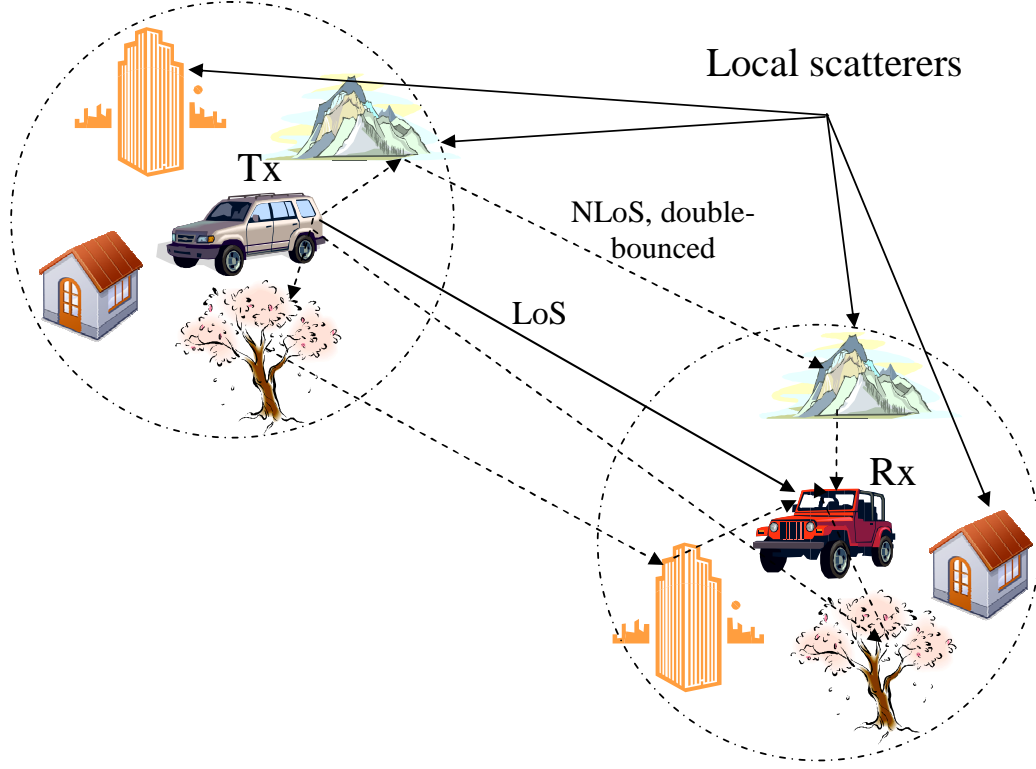 Local scatterers
Tx
NLoS, double-
bounced
LoS
Rx